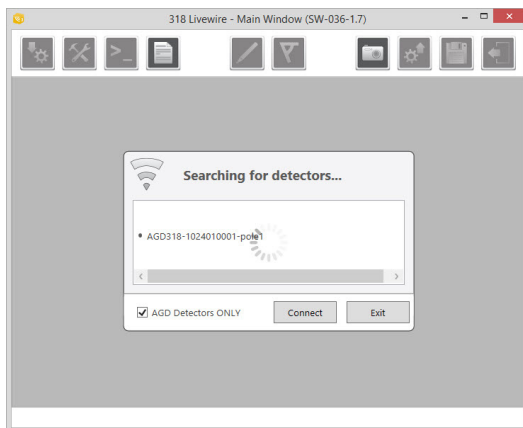 318 Livewire - Main Window (SW-036-1.7)
Searching for detectors...
• AGD318-1024010001-pole1
AGD Detectors ONLY
Connect
Exit